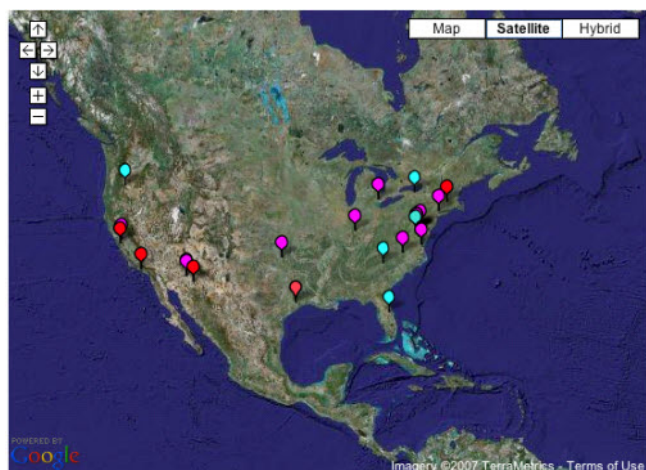 Map Satellite Hybrid
POWERED BY
Google
Imagery ©2007 TerraMetrics - Terms of Use